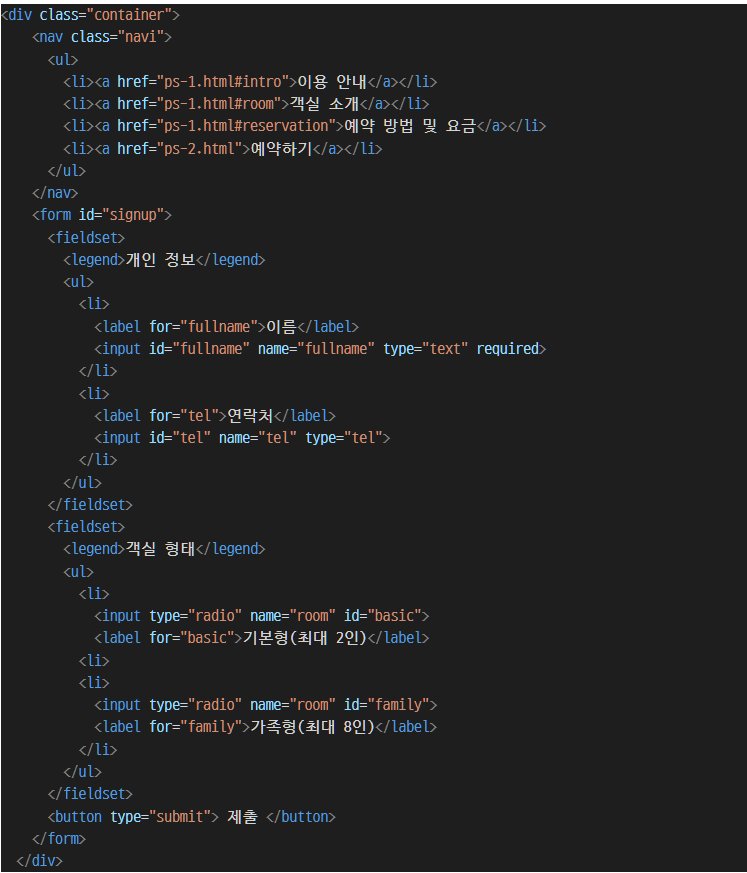 <div class="container">
<nav class="navi">
<ul>
<li><a href="ps-1.html#intro">이용 안내</a></li>
<li><a href="ps-1.html#room">객실 소개</a></li>
<li><a href="ps-1.html#reservation">예약 방법 및 요금</a></li>
<li><a href="ps-2.html">예약하기</a></li>
</ul>
</nav>
<form id="signup">
<fieldset>
<legend>개인 정보</legend>
<ul>
<li>
<label for="fullname">이름</label>
<input id="fullname" name="fullname" type="text" required>
</li>
<li>
<label for="tel">연락처</label>
<input id="tel" name="tel" type="tel">
</li>
</ul>
</fieldset>
<fieldset>
<legend>객실 형태</legend>
<ul>
<li>
<input type="radio" name="room" id="basic">
<label for="basic">기본형(최대 2인)</label>
<li>
<li>
<input type="radio" name="room" id="family">
<label for="family">가족형(최대 8인)</label>
</li>
</ul>
</fieldset>
<button type="submit"> 제출 </button>
</form>
</div>